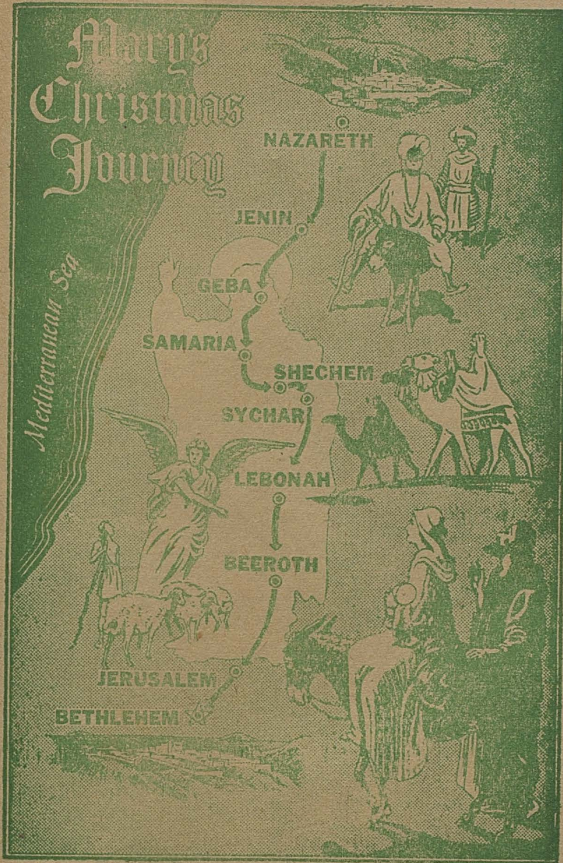 Mary's
Christmas
Journey
NAZARETH
JENIN
Mediterranean Sea
GEBA
SAMARIA
SHECHEM
SYCHAR
LEBONAH
BEEROTH
JERUSALEM
BETHLEHEM